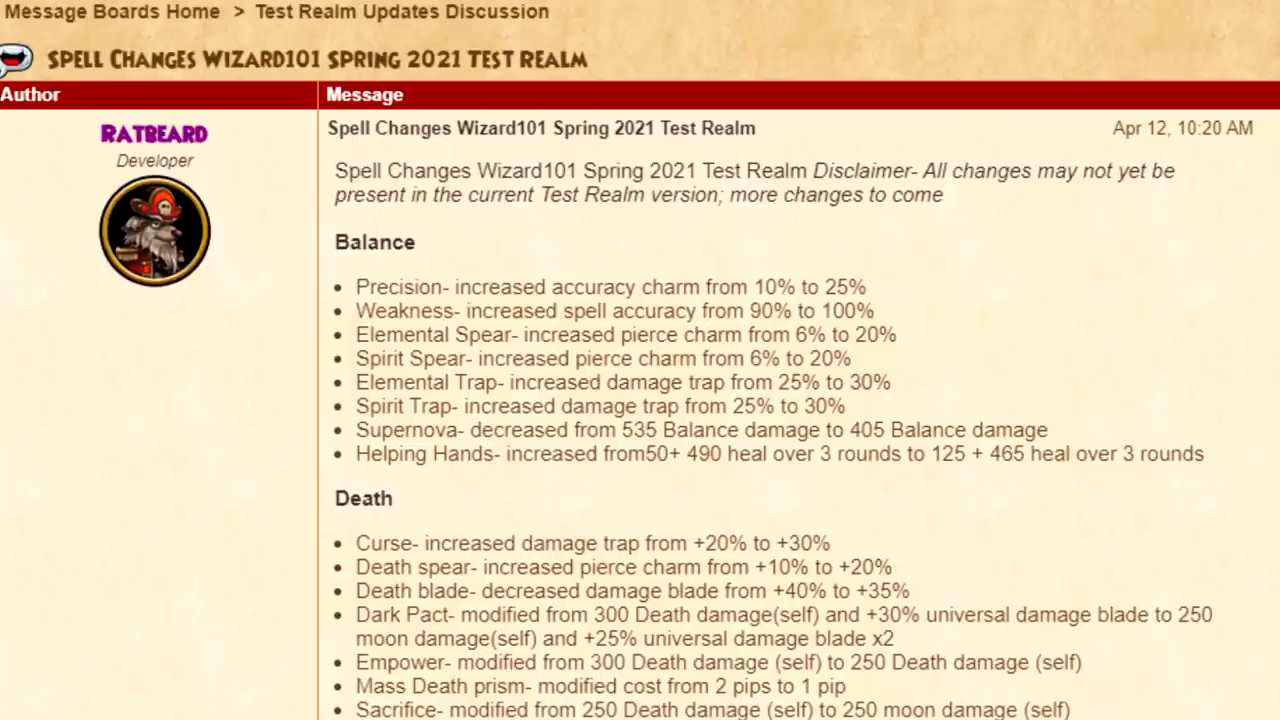 Message Boards Home > Test Realm Updates Discussion
SPELL CHANGES WIZARD101 SPRING 2021 TEST REALM
Author Message
RATBEARD
Developer
Spell Changes Wizard101 Spring 2021 Test Realm Apr 12, 10:20 AM
Spell Changes Wizard101 Spring 2021 Test Realm Disclaimer- All changes may not yet be
present in the current Test Realm version; more changes to come
Balance
• Precision- increased accuracy charm from 10% to 25%
• Weakness- increased spell accuracy from 90% to 100%
• Elemental Spear- increased pierce charm from 6% to 20%
• Spirit Spear- increased pierce charm from 6% to 20%
• Elemental Trap- increased damage trap from 25% to 30%
• Spirit Trap- increased damage trap from 25% to 30%
• Supernova- decreased from 535 Balance damage to 405 Balance damage
• Helping Hands- increased from50+ 490 heal over 3 rounds to 125 + 465 heal over 3 rounds
Death
• Curse- increased damage trap from +20% to +30%
• Death spear- increased pierce charm from +10% to +20%
• Death blade- decreased damage blade from +40% to +35%
• Dark Pact- modified from 300 Death damage(self) and +30% universal damage blade to 250
moon damage(self) and +25% universal damage blade x2
• Empower- modified from 300 Death damage (self) to 250 Death damage (self)
• Mass Death prism- modified cost from 2 pips to 1 pip
• Sacrifice- modified from 250 Death damage (self) to 250 moon damage (self)